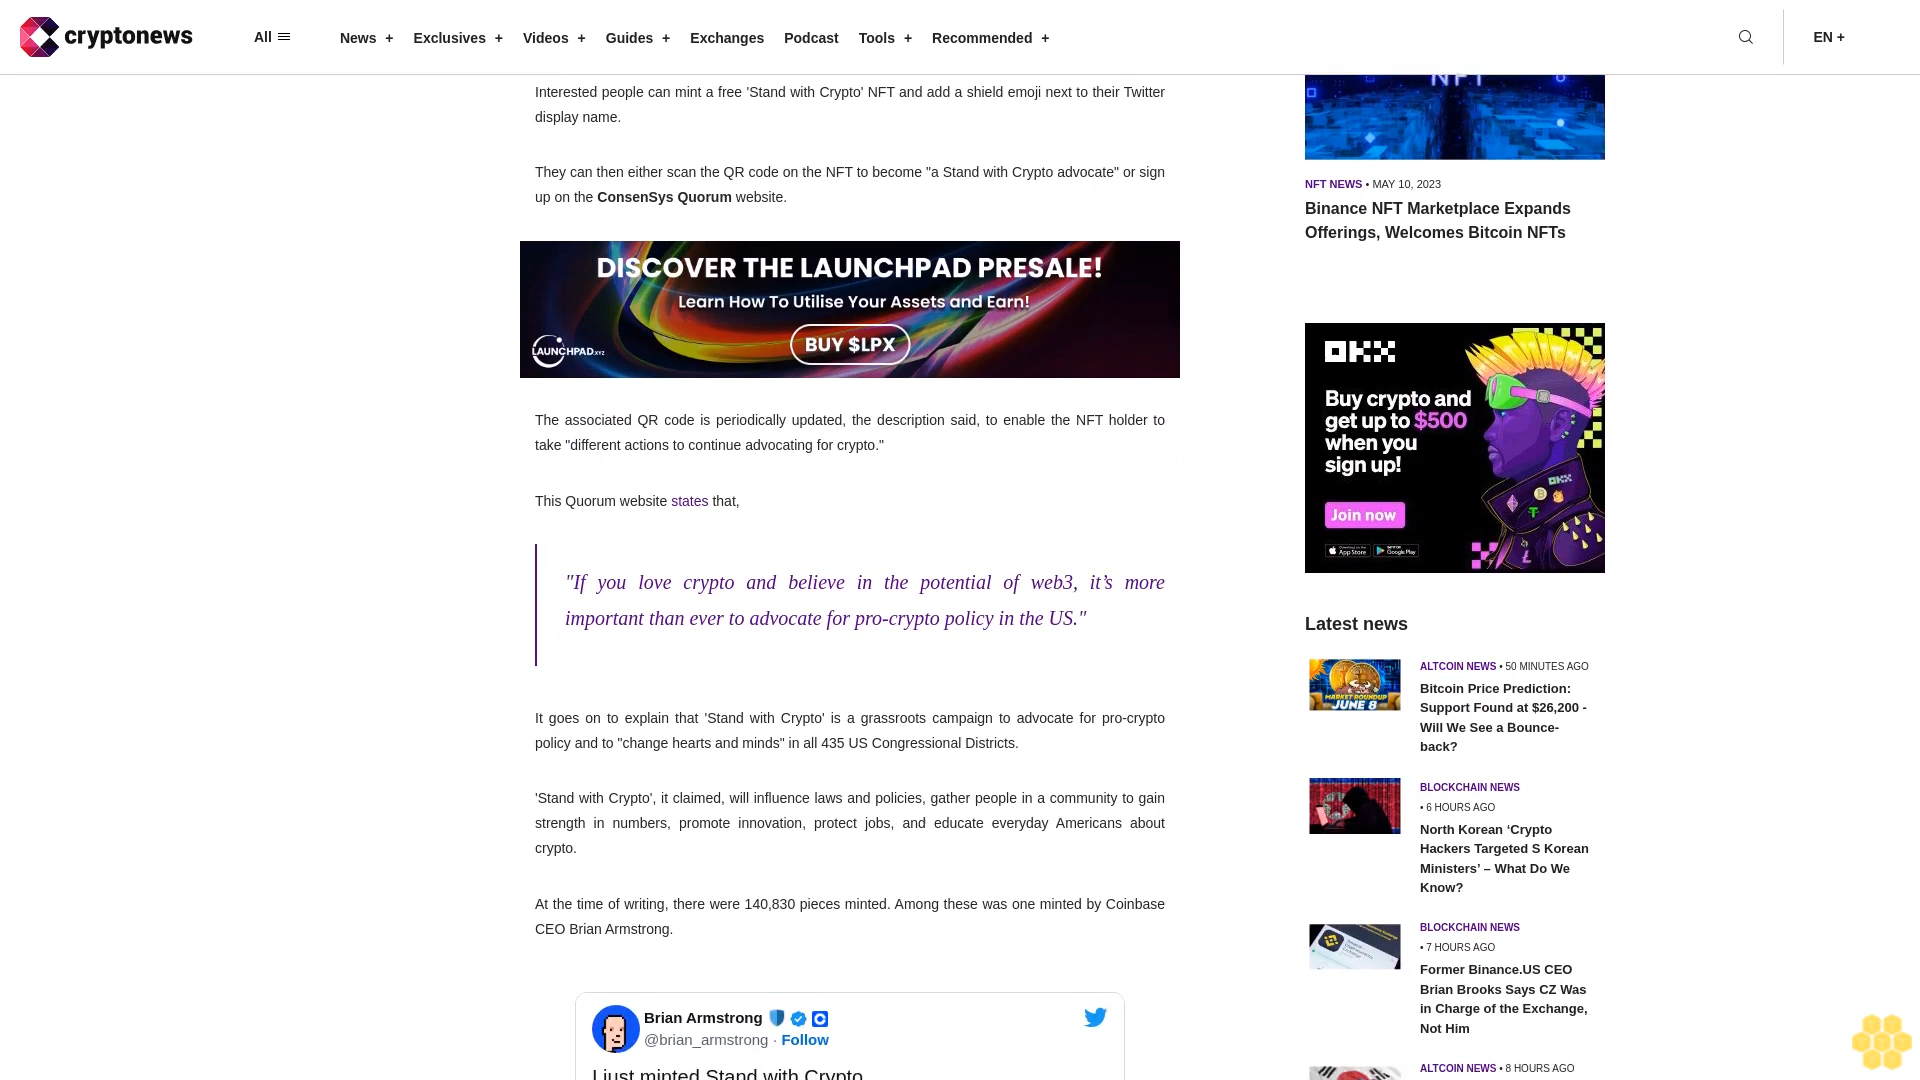 cryptonews
All
News +
Exclusives +
Videos +
Guides +
Exchanges
Podcast
Tools +
Recommended +
EN +
Interested people can mint a free 'Stand with Crypto' NFT and add a shield emoji next to their Twitter
display name.
They can then either scan the QR code on the NFT to become "a Stand with Crypto advocate" or sign
up on the ConsenSys Quorum website.
DISCOVER THE LAUNCHPAD PRESALE!
Learn How To Utilise Your Assets and Earn!
BUY $LPX
LAUNCHPAD.XYZ
The associated QR code is periodically updated, the description said, to enable the NFT holder to
take "different actions to continue advocating for crypto."
This Quorum website states that,
"If you love crypto and believe in the potential of web3, it’s more
important than ever to advocate for pro-crypto policy in the US."
It goes on to explain that 'Stand with Crypto' is a grassroots campaign to advocate for pro-crypto
policy and to "change hearts and minds" in all 435 US Congressional Districts.
'Stand with Crypto', it claimed, will influence laws and policies, gather people in a community to gain
strength in numbers, promote innovation, protect jobs, and educate everyday Americans about
crypto.
At the time of writing, there were 140,830 pieces minted. Among these was one minted by Coinbase
CEO Brian Armstrong.
Brian Armstrong
@brian_armstrong · Follow
I just minted Stand with Crypto
NFT
NFT NEWS • MAY 10, 2023
Binance NFT Marketplace Expands
Offerings, Welcomes Bitcoin NFTs
OKX
Buy crypto and
get up to $500
when you
sign up!
Join now
Download on the
App Store
Google Play
Latest news
MARKET ROUNDUP
JUNE 8
ALTCOIN NEWS • 50 MINUTES AGO
Bitcoin Price Prediction:
Support Found at $26,200 -
Will We See a Bounce-
back?
BLOCKCHAIN NEWS
• 6 HOURS AGO
North Korean ‘Crypto
Hackers Targeted S Korean
Ministers’ – What Do We
Know?
BLOCKCHAIN NEWS
• 7 HOURS AGO
Former Binance.US CEO
Brian Brooks Says CZ Was
in Charge of the Exchange,
Not Him
ALTCOIN NEWS • 8 HOURS AGO